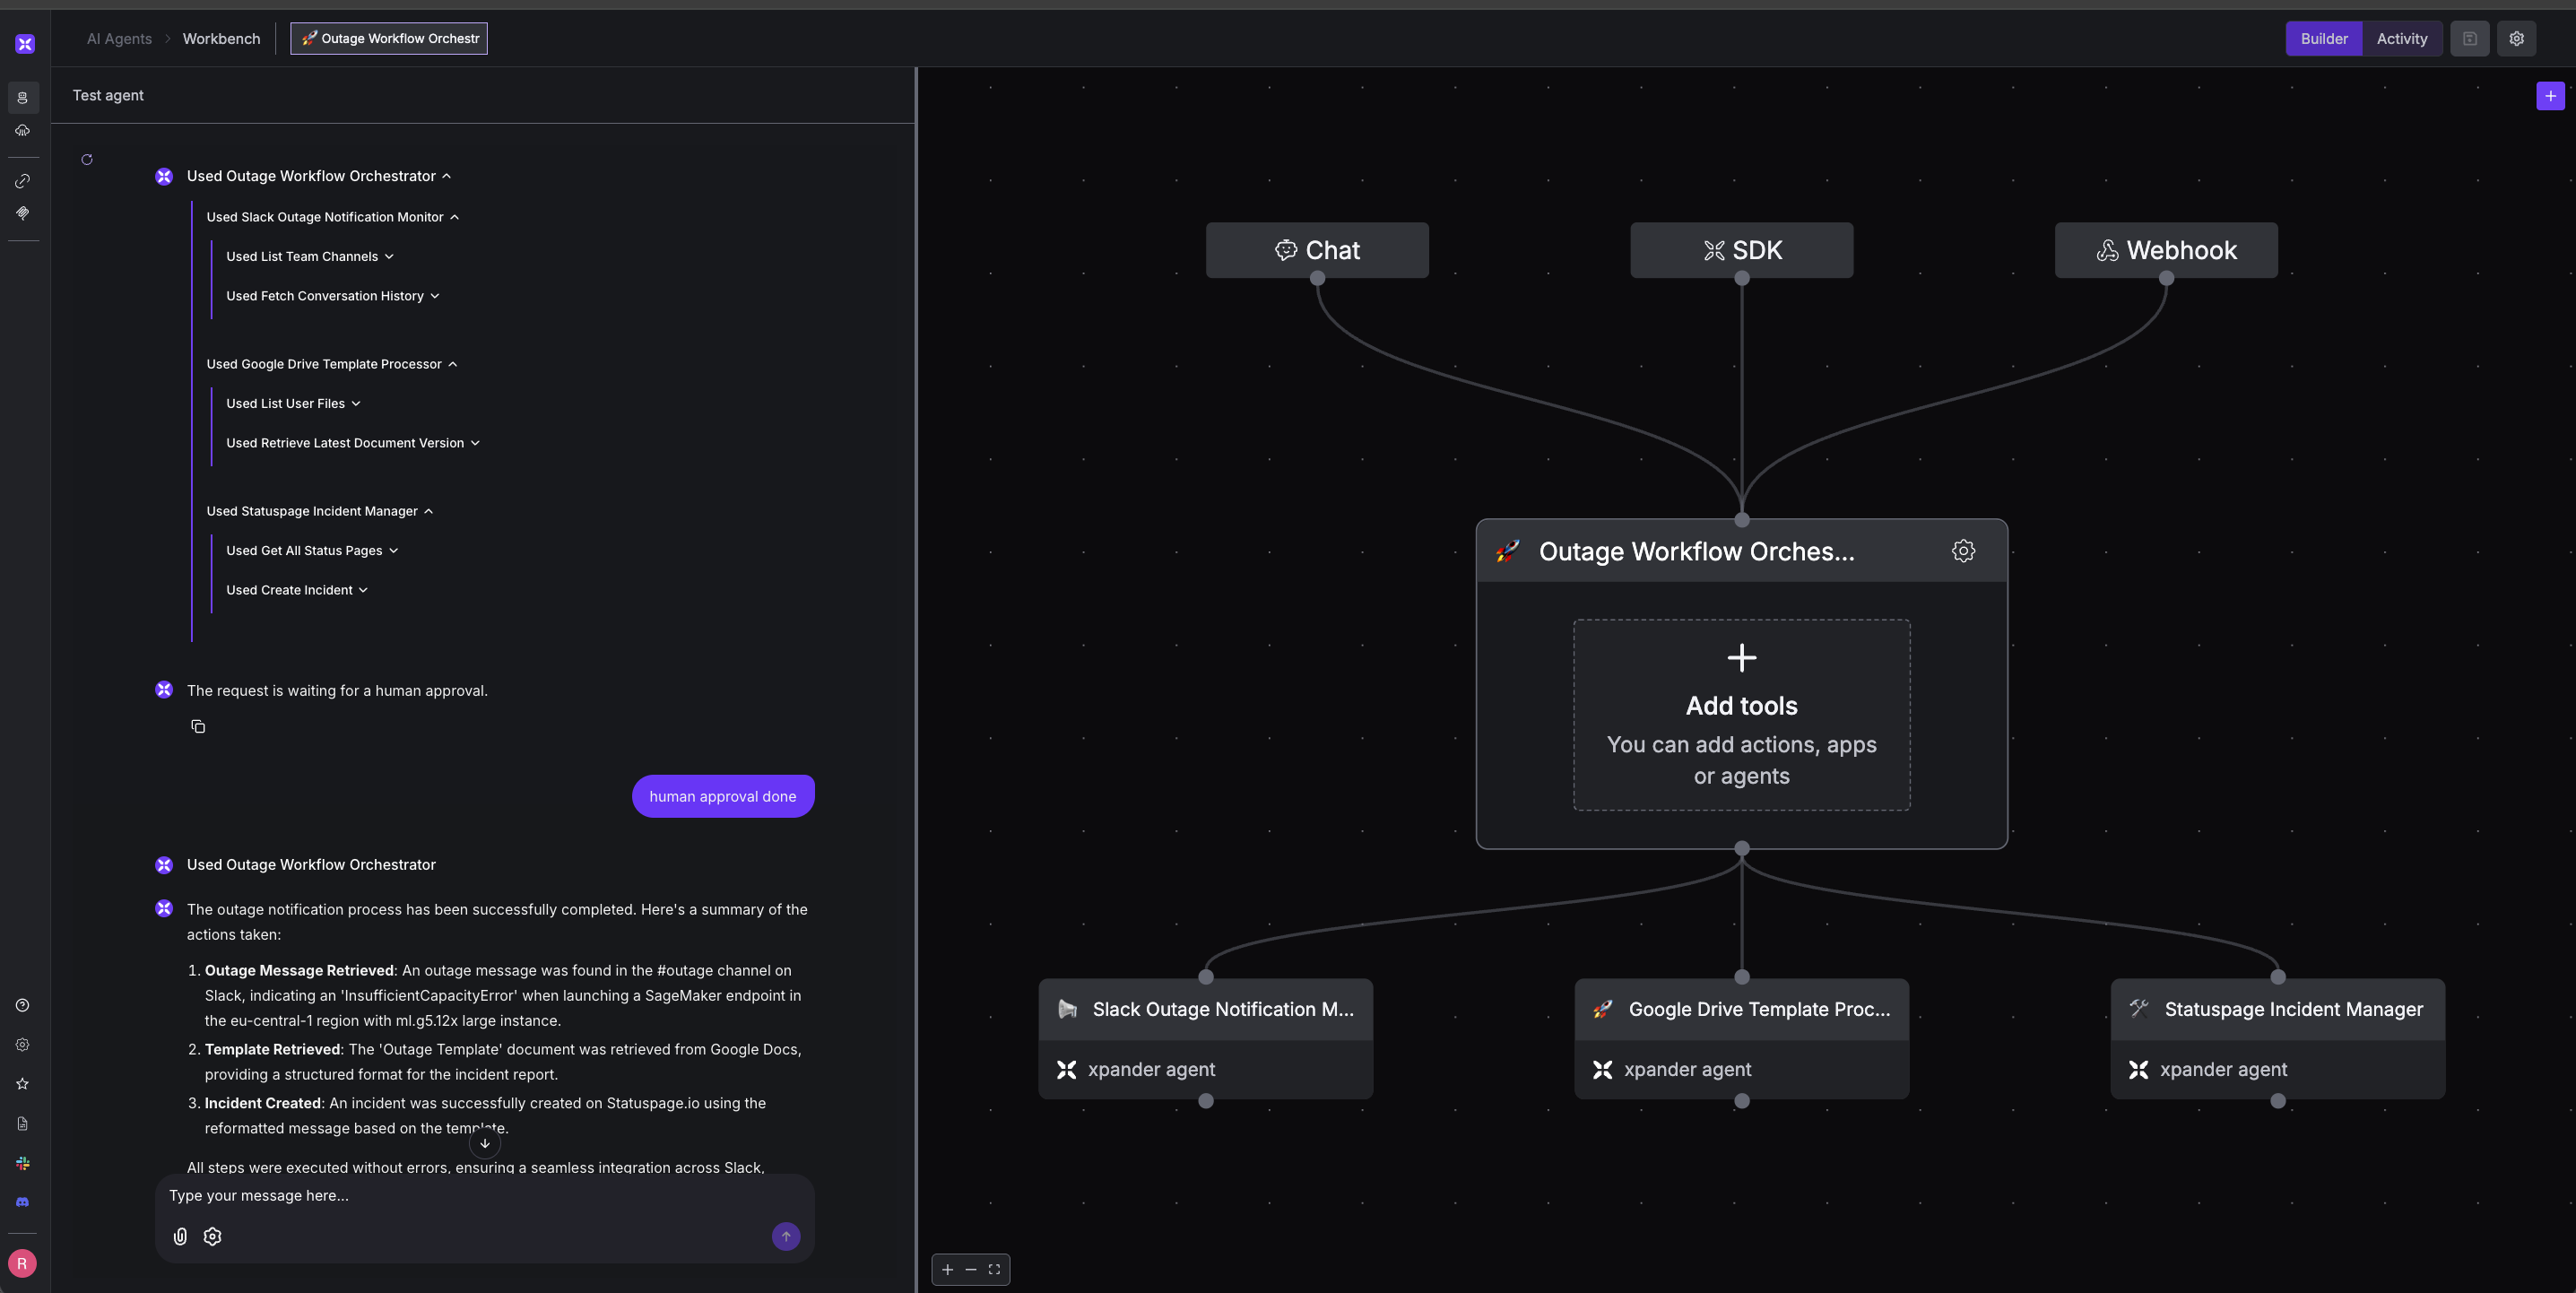 AI Agents > Workbench
🚀 Outage Workflow Orchestr
Builder
Activity
Test agent
Used Outage Workflow Orchestrator
Used Slack Outage Notification Monitor
Used List Team Channels
Used Fetch Conversation History
Used Google Drive Template Processor
Used List User Files
Used Retrieve Latest Document Version
Used Statuspage Incident Manager
Used Get All Status Pages
Used Create Incident
The request is waiting for a human approval.
human approval done
Used Outage Workflow Orchestrator
The outage notification process has been successfully completed. Here's a summary of the
actions taken:
1. Outage Message Retrieved: An outage message was found in the #outage channel on
Slack, indicating an 'InsufficientCapacityError' when launching a SageMaker endpoint in
the eu-central-1 region with ml.g5.12x large instance.
2. Template Retrieved: The 'Outage Template' document was retrieved from Google Docs,
providing a structured format for the incident report.
3. Incident Created: An incident was successfully created on Statuspage.io using the
reformatted message based on the template.
All steps were executed without errors, ensuring a seamless integration across Slack,
Type your message here...
R
Chat
SDK
Webhook
🚀 Outage Workflow Orches...
Add tools
You can add actions, apps
or agents
Slack Outage Notification M...
xpander agent
Google Drive Template Proc...
xpander agent
Statuspage Incident Manager
xpander agent